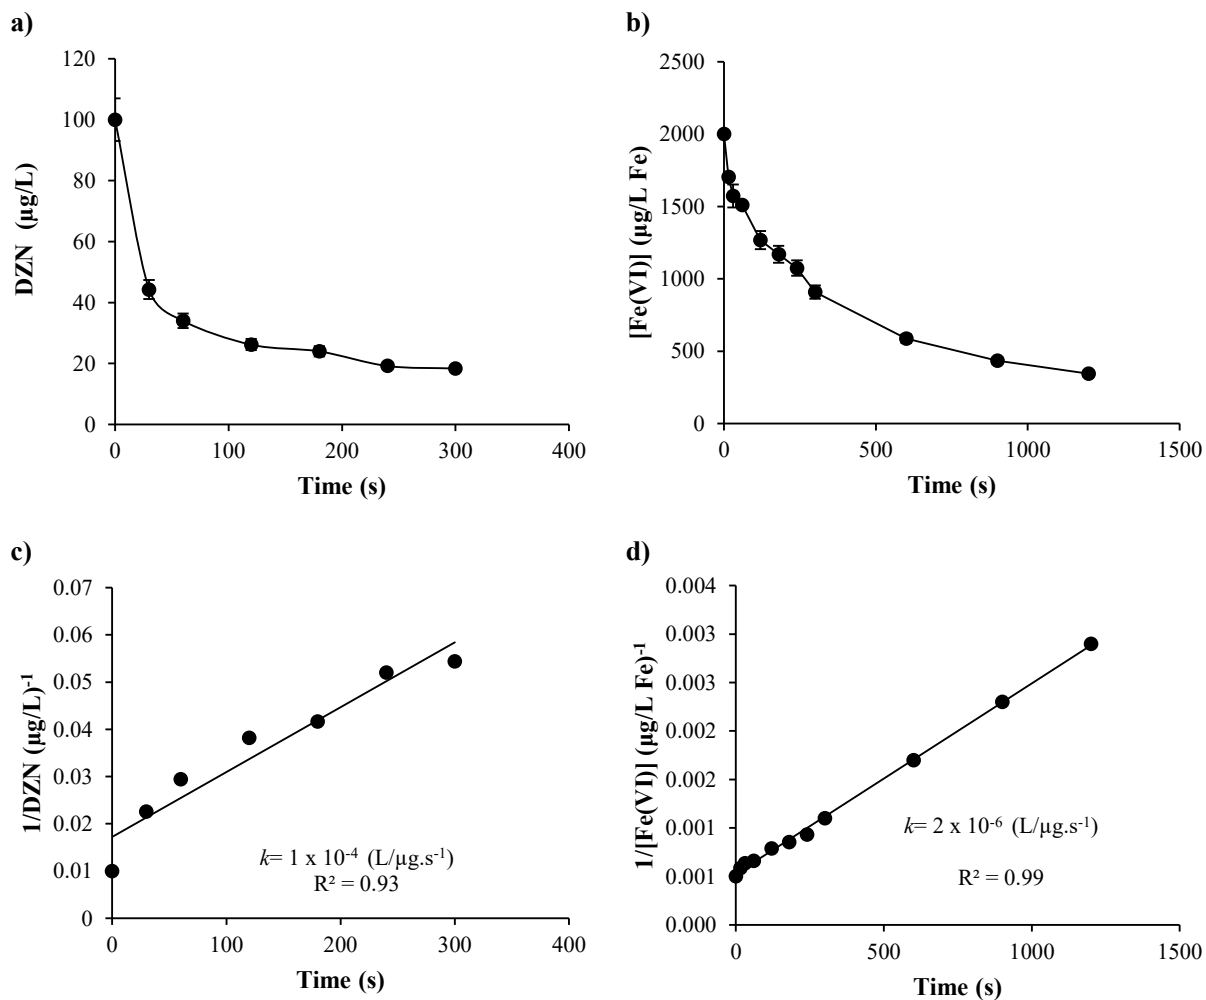 a)
120
100
80
60
40
20
0
DZN (µg/L)
0 100 200 300 400
Time (s)
b)
2500
2000
1500
1000
500
0
[Fe(VI)] (µg/L Fe)
0 500 1000 1500
Time (s)
c)
0.07
0.06
0.05
0.04
0.03
0.02
0.01
0
1/DZN (µg/L)⁻¹
k= 1 x 10⁻⁴ (L/µg.s⁻¹)
R² = 0.93
0 100 200 300 400
Time (s)
d)
0.004
0.003
0.003
0.002
0.002
0.001
0.001
0.000
1/[Fe(VI)] (µg/L Fe)⁻¹
k= 2 x 10⁻⁶ (L/µg.s⁻¹)
R² = 0.99
0 500 1000 1500
Time (s)